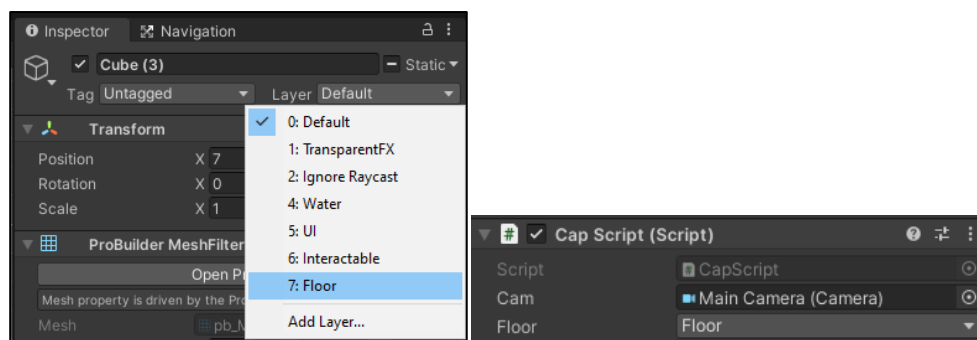 Inspector Navigation
Cube (3) Static
Tag Untagged Layer Default
0: Default
1: TransparentFX
2: Ignore Raycast
4: Water
5: UI
6: Interactable
7: Floor
Add Layer...
Transform
Position X 7
Rotation X 0
Scale X 1
ProBuilder MeshFilter
Open P
Mesh property is driven by the Pro
Mesh pb_M
# Cap Script (Script)
Script # CapScript
Cam Main Camera (Camera)
Floor Floor